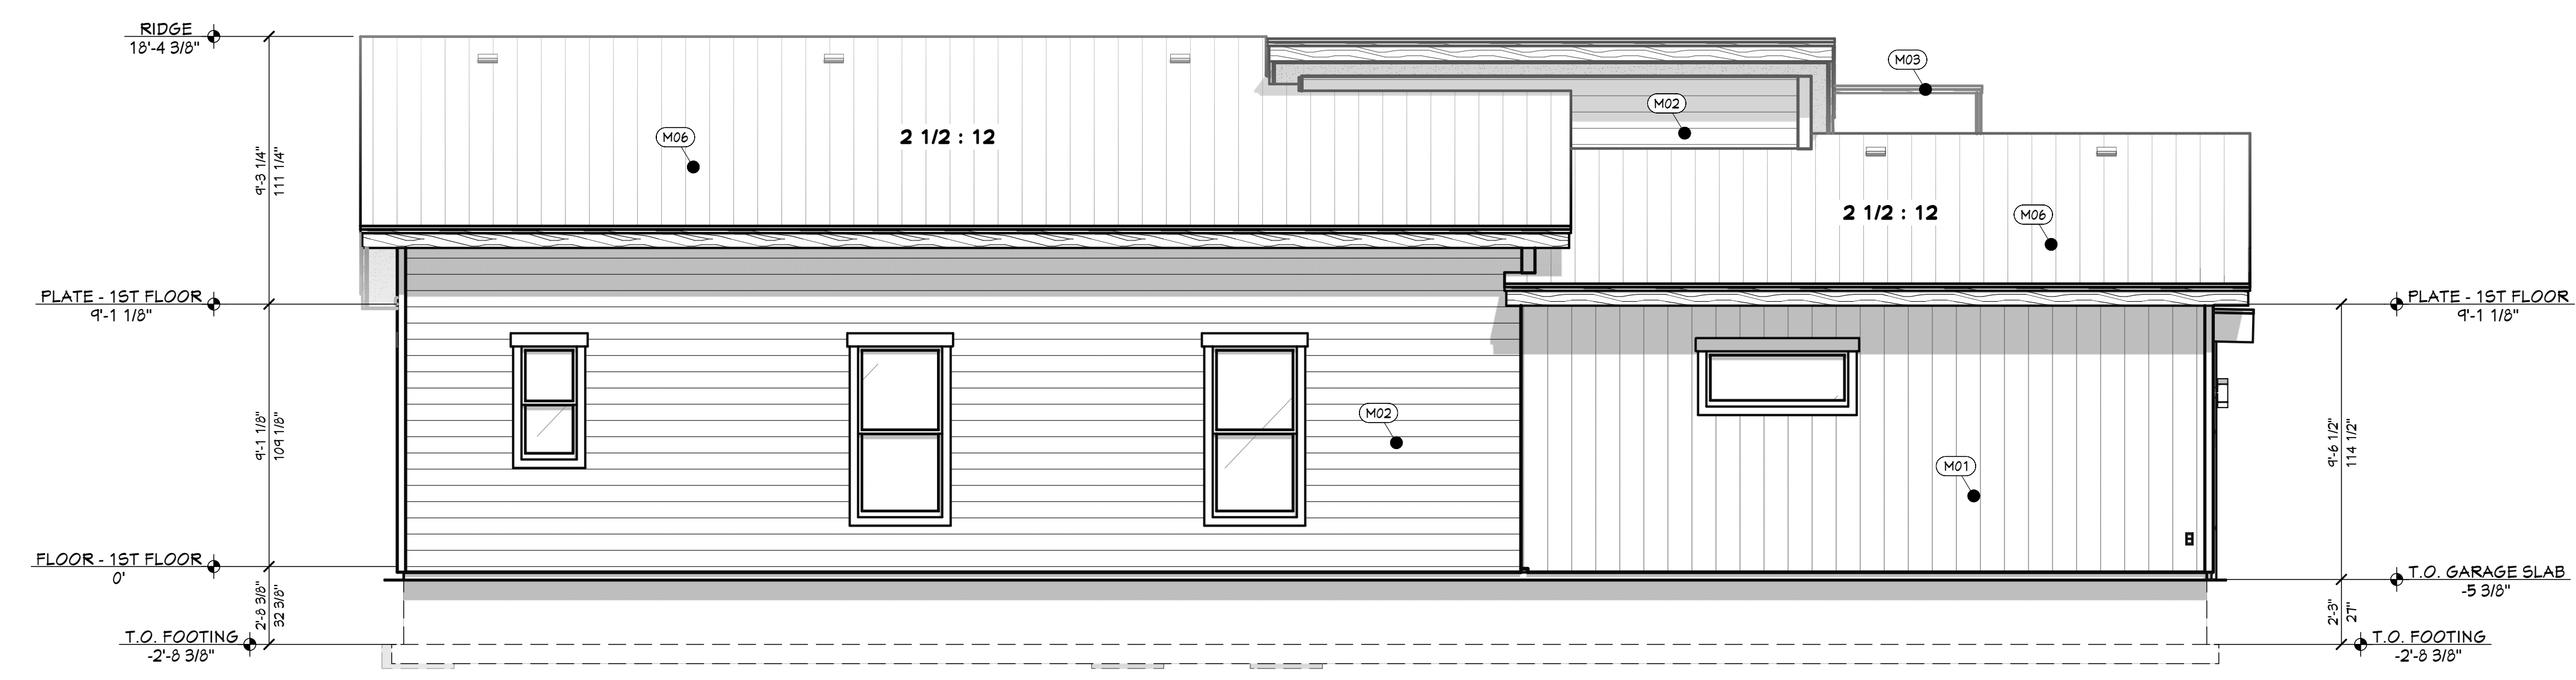 RIDGE
18'-4 3/8"
M03
M02
M06
2 1/2 : 12
9'-3 1/4"
111 1/4"
2 1/2 : 12
M06
PLATE - 1ST FLOOR
9'-1 1/8"
PLATE - 1ST FLOOR
9'-1 1/8"
M02
9'-1 1/8"
109 1/8"
9'-6 1/2"
114 1/2"
M01
FLOOR - 1ST FLOOR
0'
T.O. GARAGE SLAB
-5 3/8"
2'-8 3/8"
32 3/8"
2'-3"
27"
T.O. FOOTING
-2'-8 3/8"
T.O. FOOTING
-2'-8 3/8"